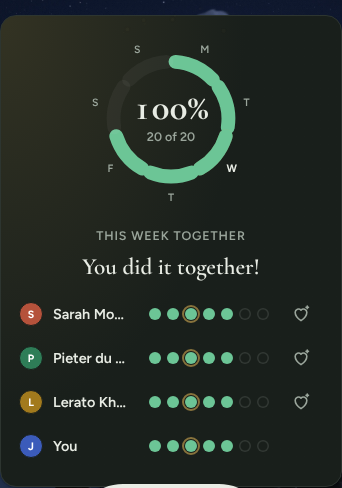 S M
S T
100%
20 of 20
F W
T
THIS WEEK TOGETHER
You did it together!
S Sarah Mo...
P Pieter du ...
L Lerato Kh...
J You